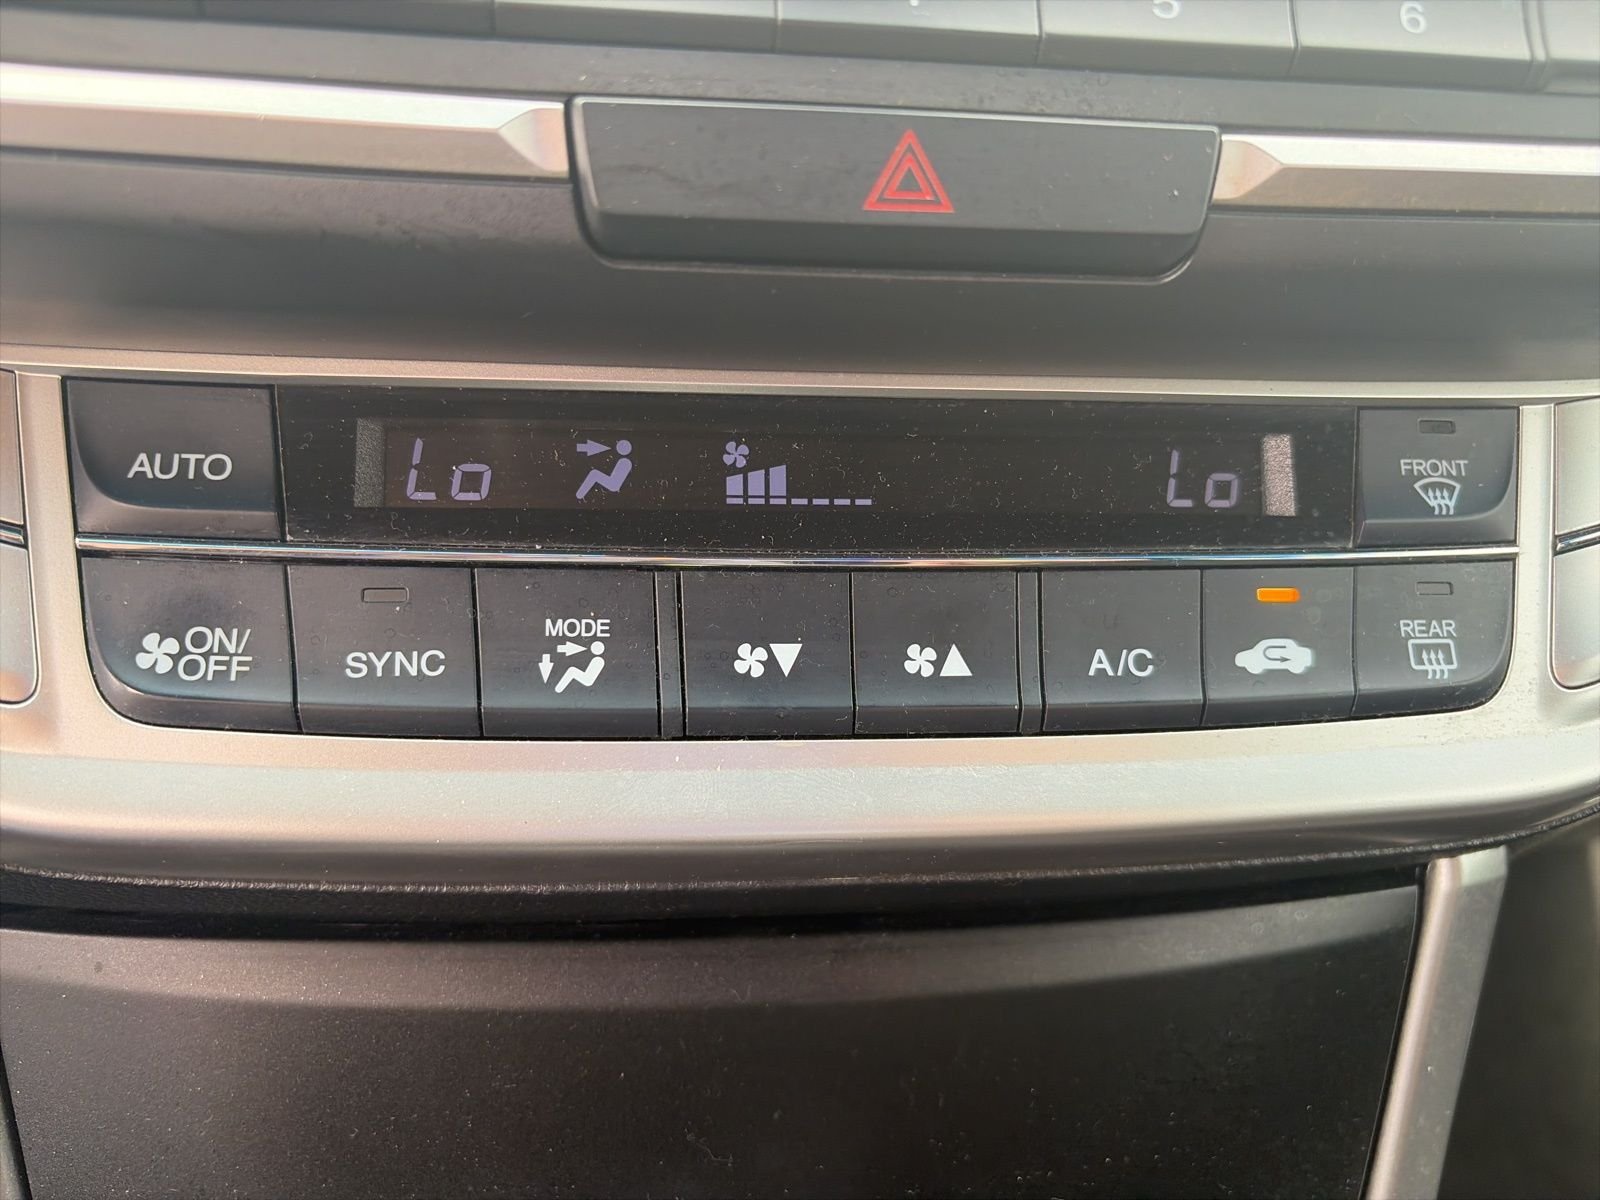 5 6
AUTO Lo Lo FRONT
ON/OFF SYNC MODE A/C REAR